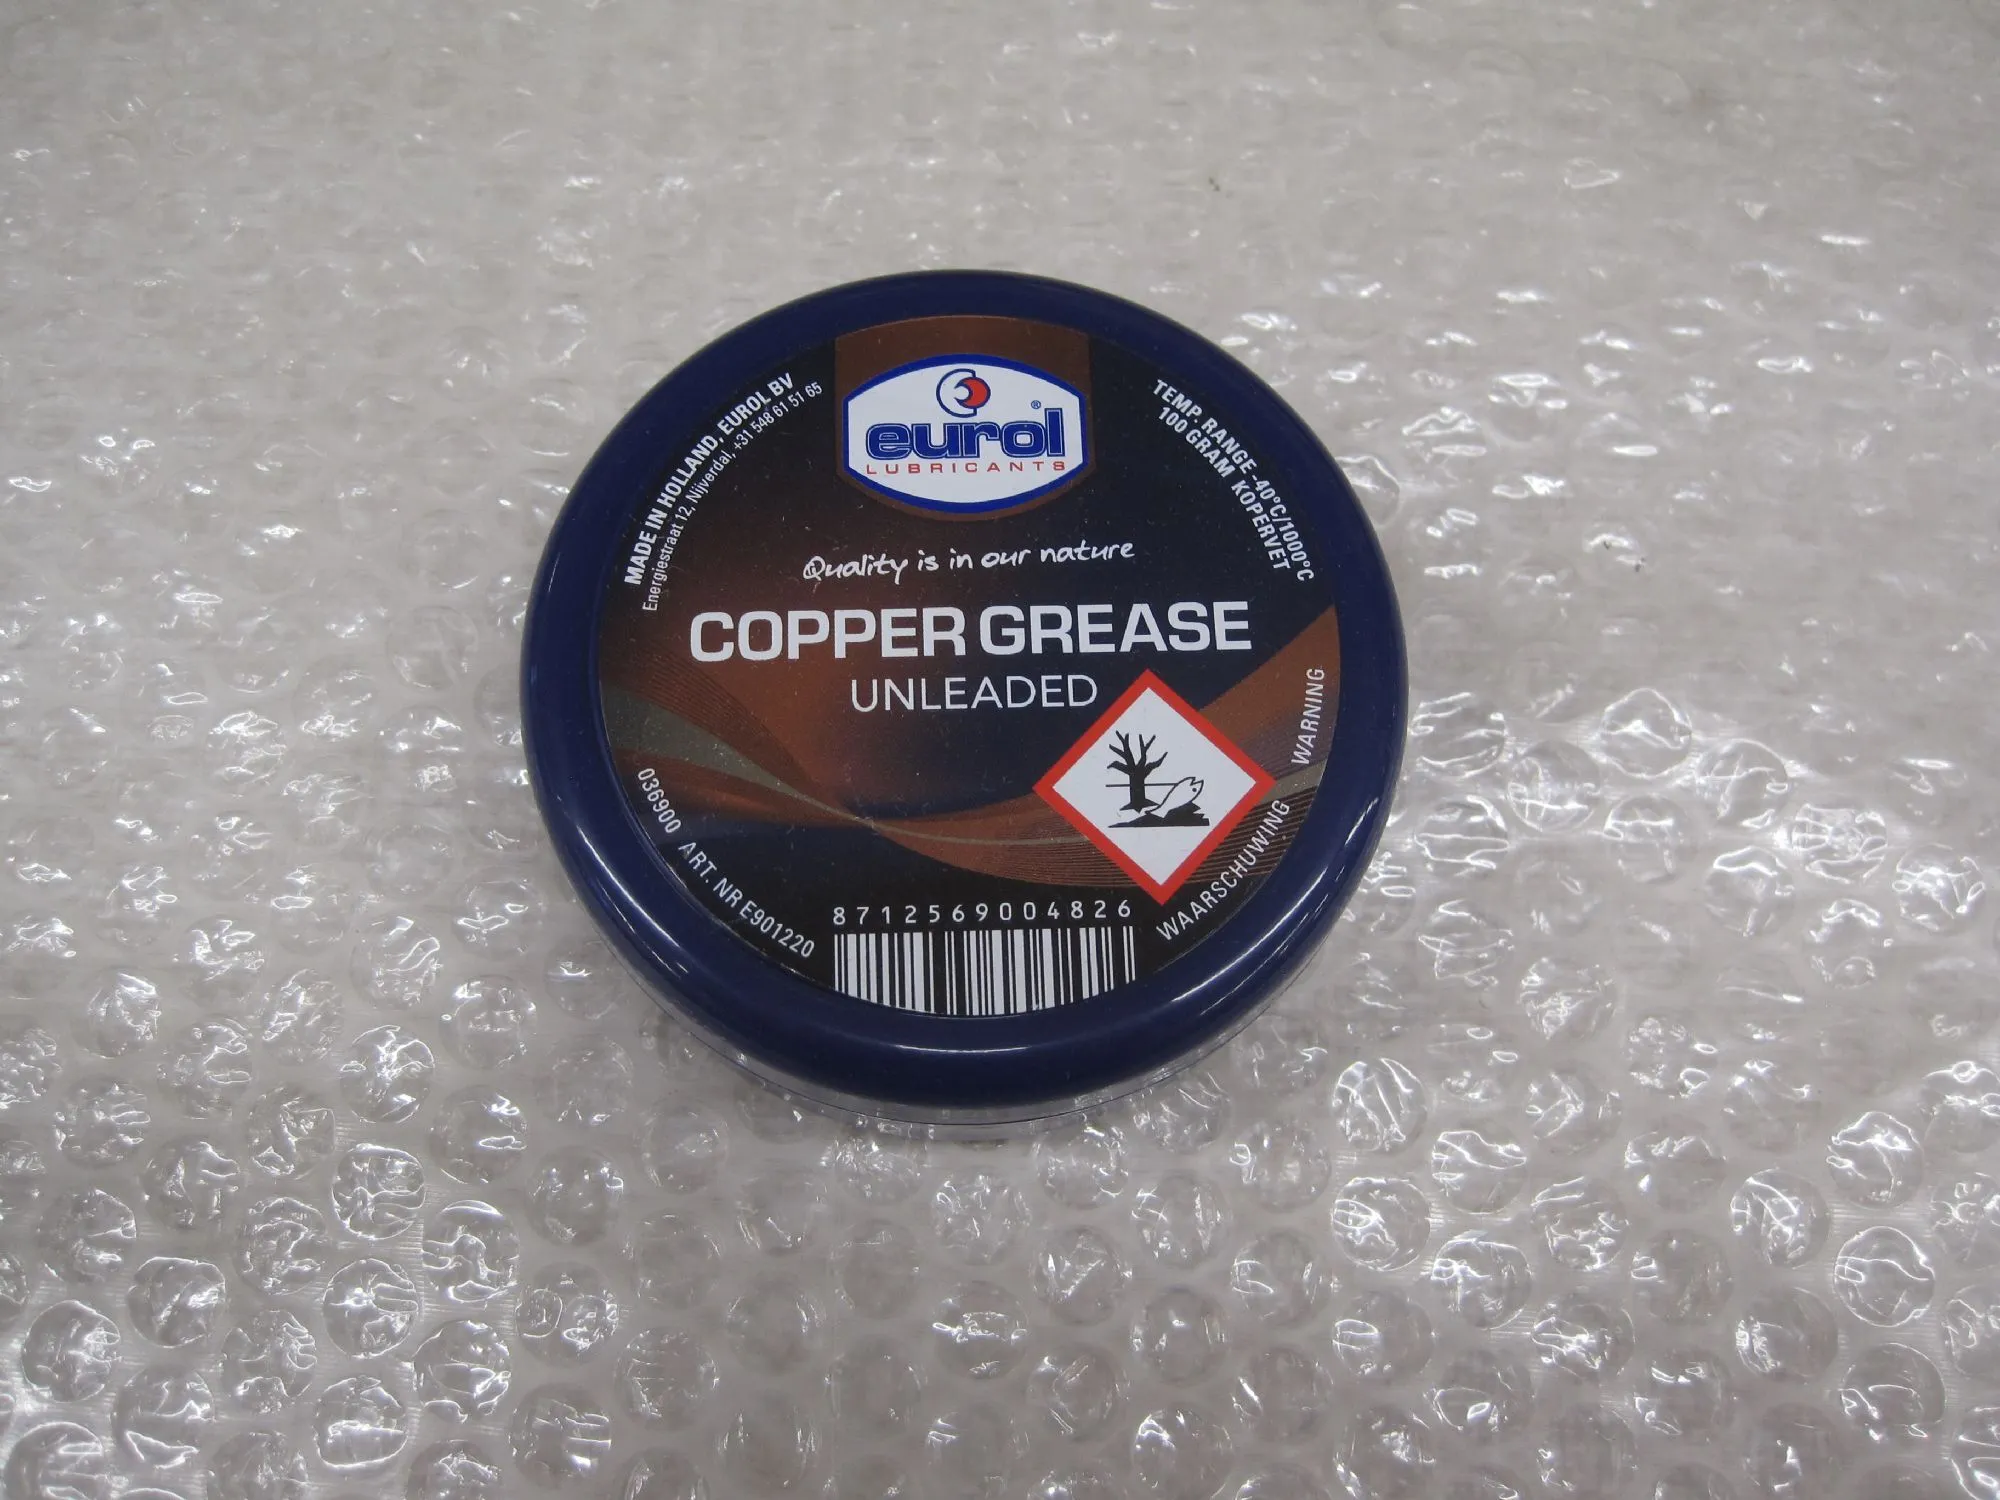 MADE IN HOLLAND, EUROL BV
Energiestraat 12, Nijverdal, +31 548 61 51 65
eurol®
LUBRICANTS
TEMP. RANGE -40°C/1000°C
100 GRAM KOPERVET
Quality is in our nature
COPPER GREASE
UNLEADED
WARNING
WAARSCHUWING
036900 ART. NR E901220
8712569004826